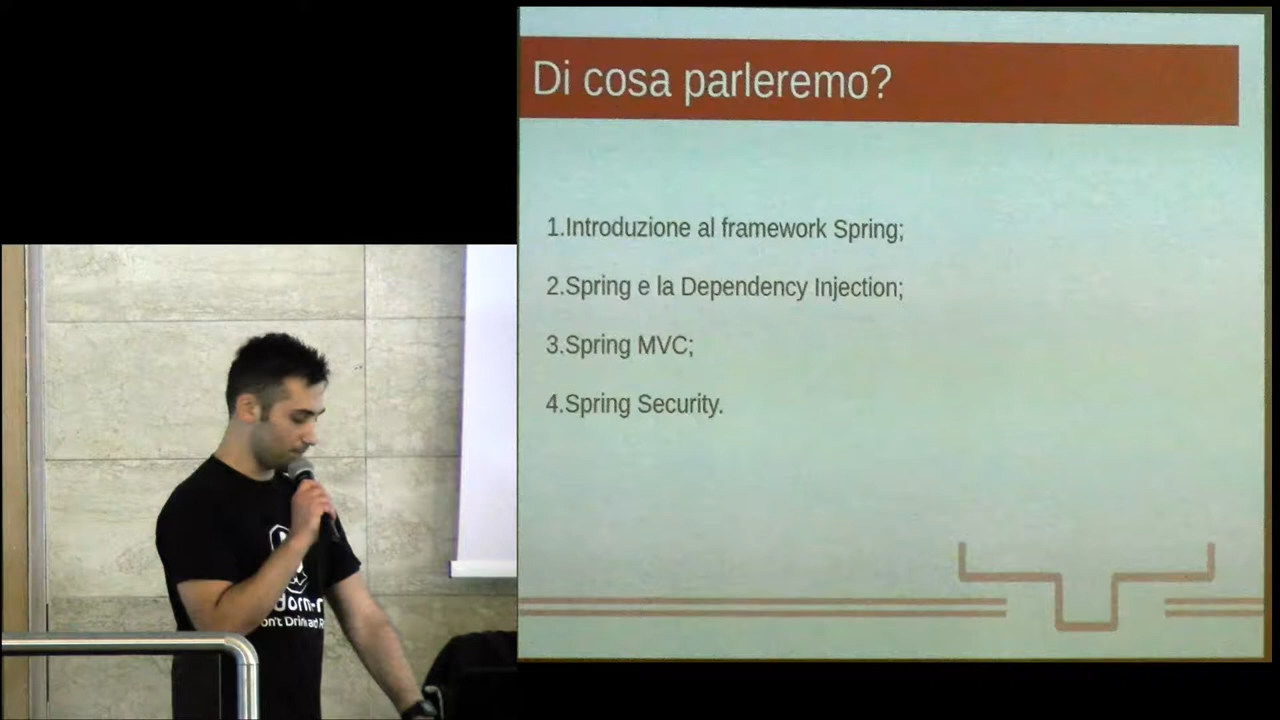 Di cosa parleremo?
1.Introduzione al framework Spring;
2.Spring e la Dependency Injection;
3.Spring MVC;
4.Spring Security.